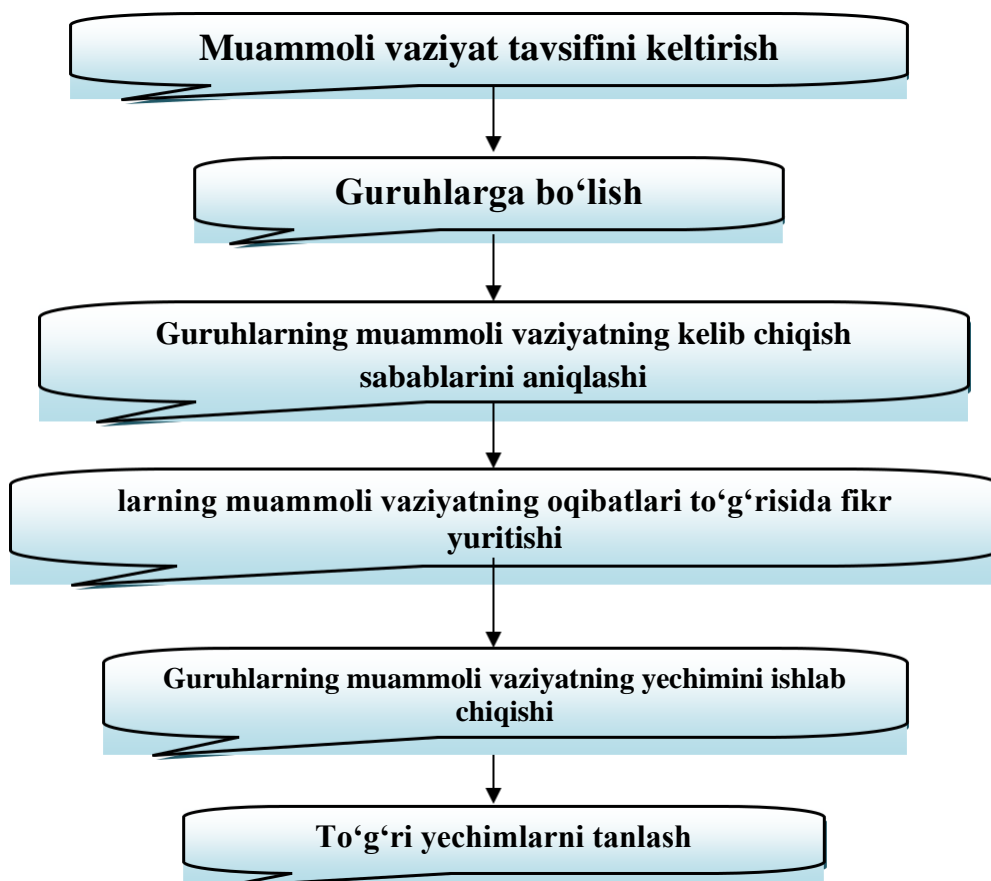 Muammoli vaziyat tavsifini keltirish
Guruhlarga bo‘lish
Guruhlarning muammoli vaziyatning kelib chiqish
sabablarini aniqlashi
larning muammoli vaziyatning oqibatlari to‘g‘risida fikr
yuritishi
Guruhlarning muammoli vaziyatning yechimini ishlab
chiqishi
To‘g‘ri yechimlarni tanlash